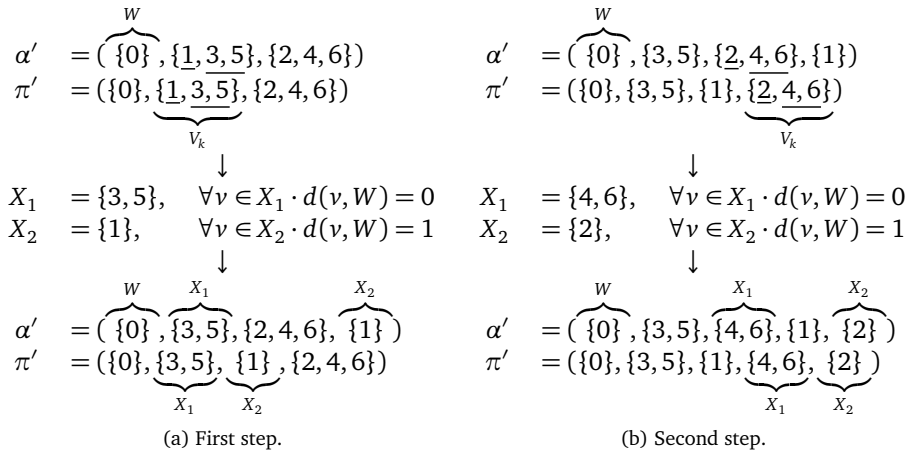 W
α′ = ( {0} , {1, 3, 5}, {2, 4, 6})
π′ = ({0}, {1, 3, 5}, {2, 4, 6})
V_k
↓
X_1 = {3, 5}, ∀v ∈ X_1 · d(v, W) = 0
X_2 = {1}, ∀v ∈ X_2 · d(v, W) = 1
↓
W X_1 X_2
α′ = ( {0} , {3, 5}, {2, 4, 6}, {1} )
π′ = ({0}, {3, 5}, {1} , {2, 4, 6})
X_1 X_2
(a) First step.
W
α′ = ( {0} , {3, 5}, {2, 4, 6}, {1})
π′ = ({0}, {3, 5}, {1}, {2, 4, 6})
V_k
↓
X_1 = {4, 6}, ∀v ∈ X_1 · d(v, W) = 0
X_2 = {2}, ∀v ∈ X_2 · d(v, W) = 1
↓
W X_1 X_2
α′ = ( {0} , {3, 5}, {4, 6}, {1}, {2} )
π′ = ({0}, {3, 5}, {1}, {4, 6}, {2} )
X_1 X_2
(b) Second step.